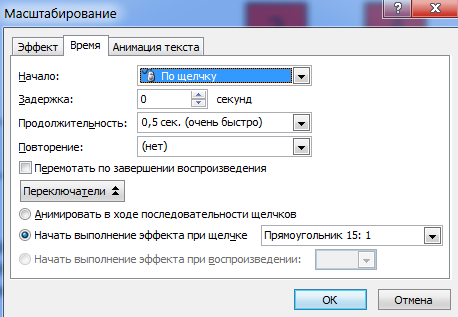 Масштабирование
Эффект Время Анимация текста
Начало: По щелчку
Задержка: 0 секунд
Продолжительность: 0,5 сек. (очень быстро)
Повторение: (нет)
Перемотать по завершении воспроизведения
Переключатели
Анимировать в ходе последовательности щелчков
Начать выполнение эффекта при щелчке Прямоугольник 15: 1
Начать выполнение эффекта при воспроизведении:
ОК Отмена